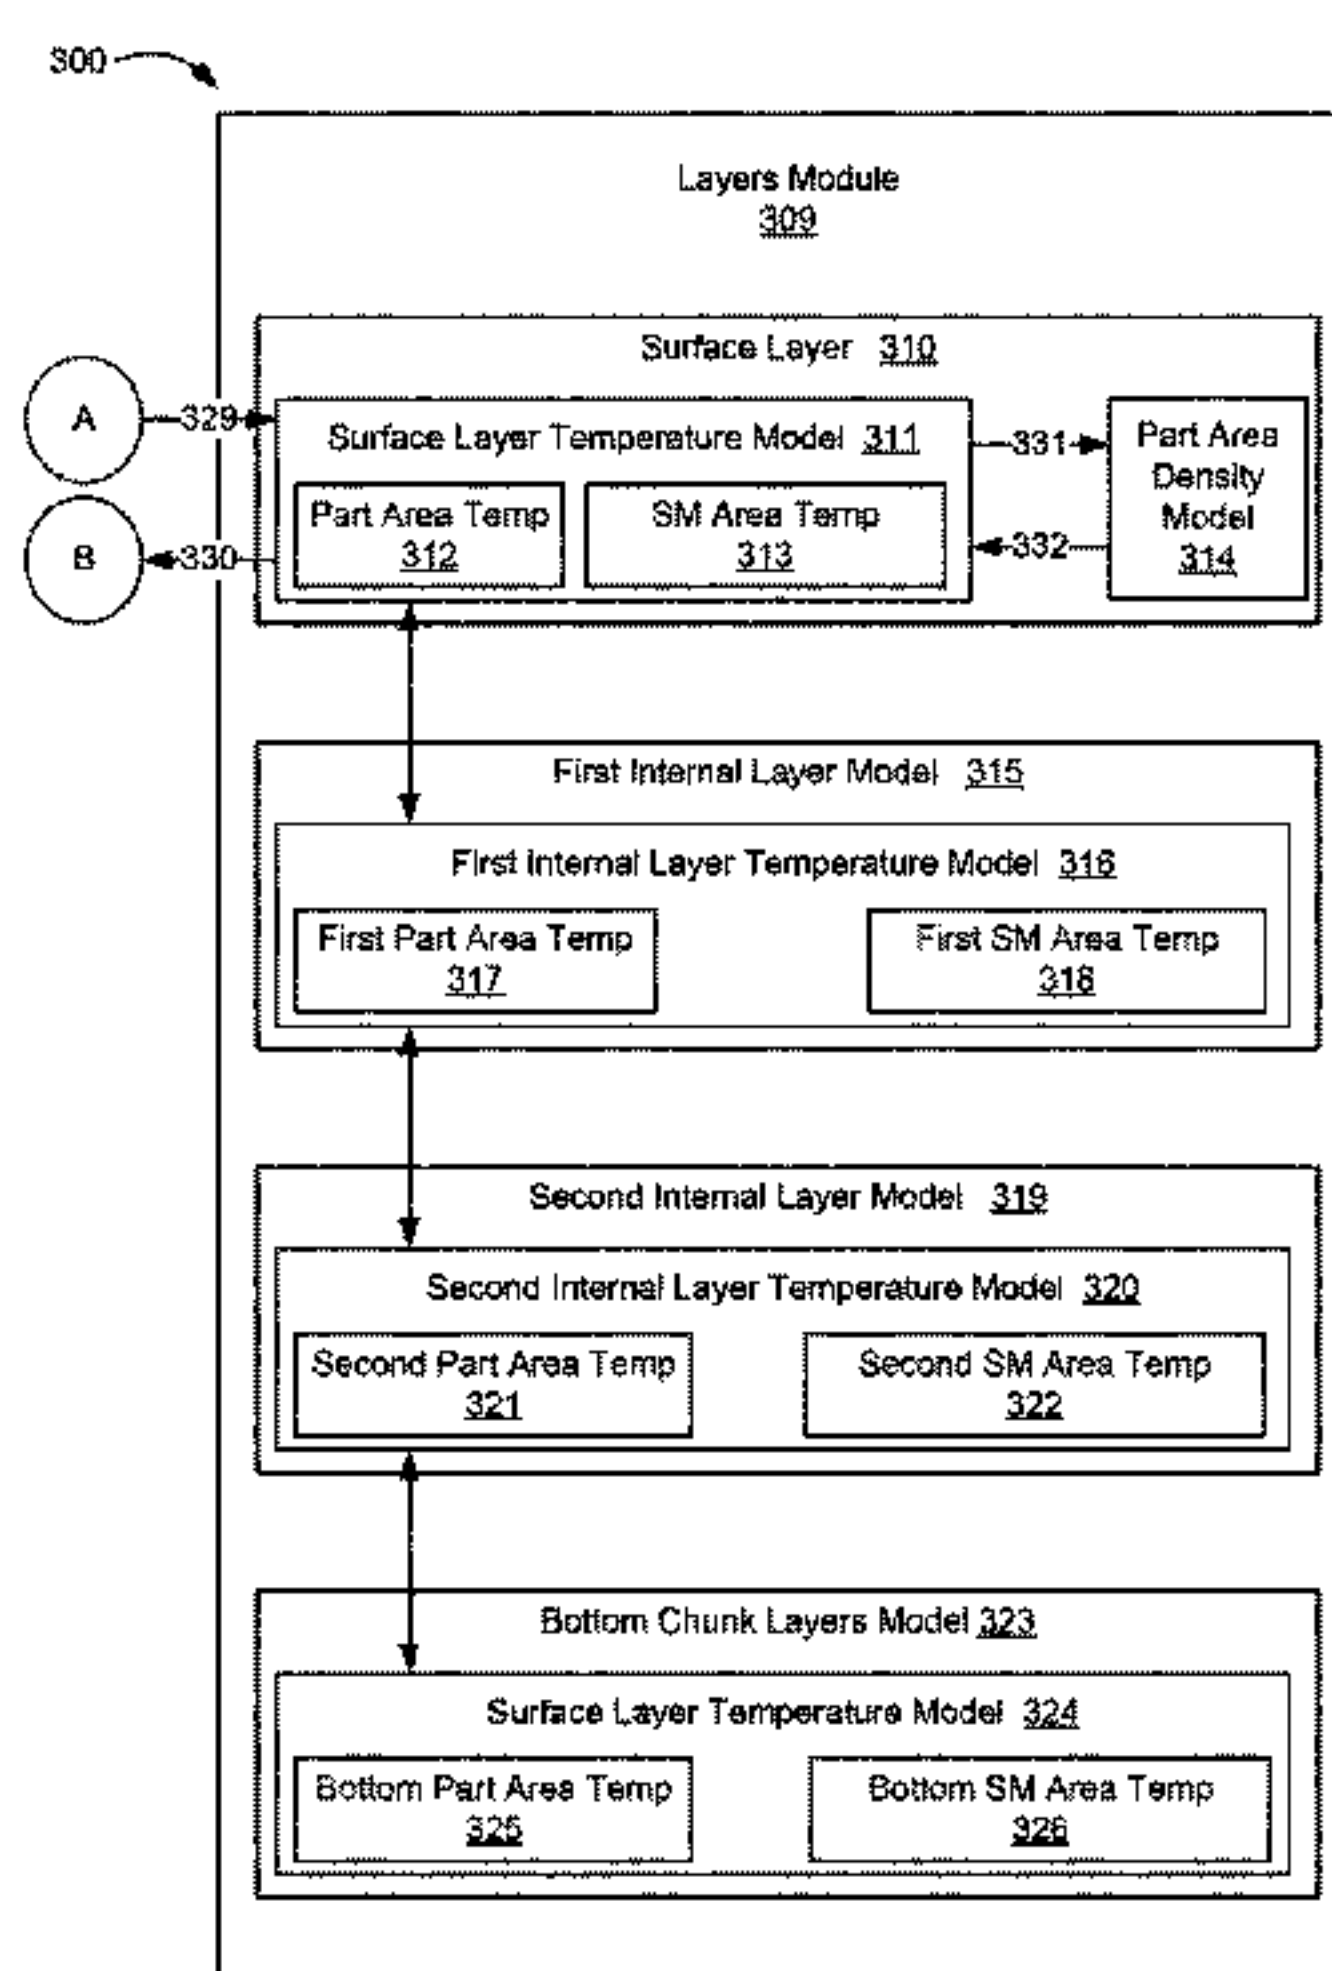 300
Layers Module
309
Surface Layer 310
A
329
Surface Layer Temperature Model 311
Part Area Temp
312
SM Area Temp
313
331
332
Part Area
Density
Model
314
B
330
First Internal Layer Model 315
First Internal Layer Temperature Model 316
First Part Area Temp
317
First SM Area Temp
318
Second Internal Layer Model 319
Second Internal Layer Temperature Model 320
Second Part Area Temp
321
Second SM Area Temp
322
Bottom Chunk Layers Model 323
Surface Layer Temperature Model 324
Bottom Part Area Temp
325
Bottom SM Area Temp
326